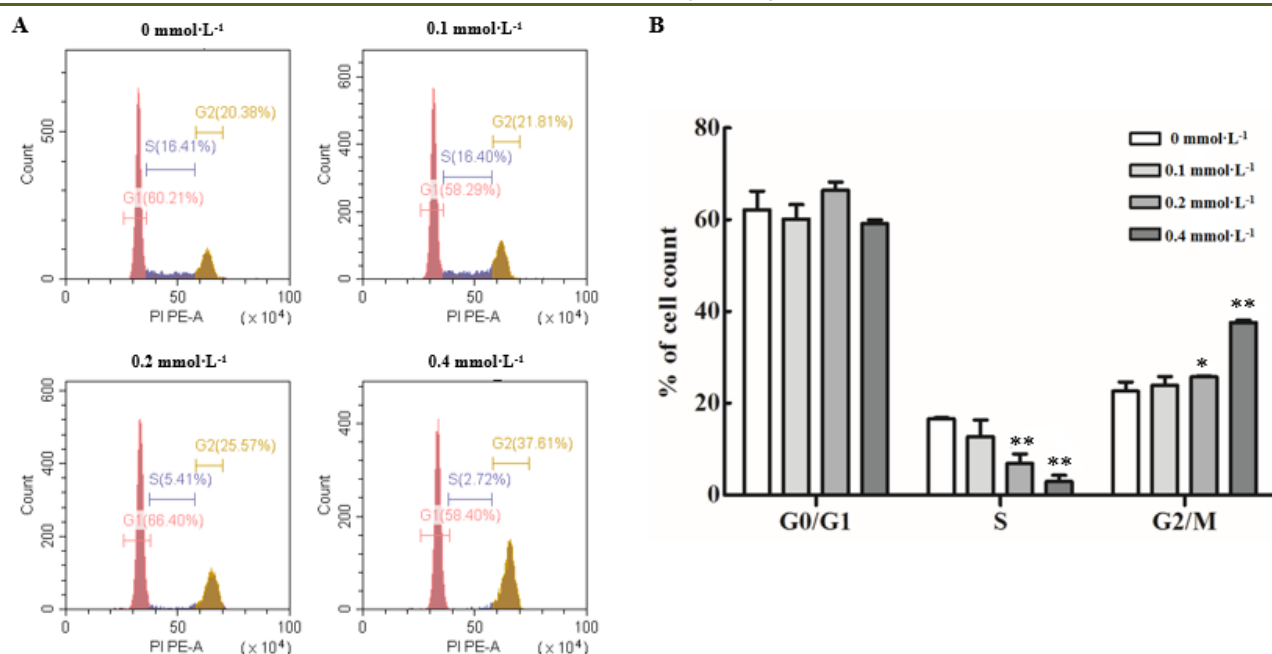 A
0 mmol·L⁻¹
500
0
Count
G2(20.38%)
S(16.41%)
G1(60.21%)
0 50 100
PI PE-A (×10⁴)
0.1 mmol·L⁻¹
600
400
200
0
Count
G2(21.81%)
S(16.40%)
G1(58.29%)
0 50 100
PI PE-A (×10⁴)
0.2 mmol·L⁻¹
600
400
200
0
Count
G2(25.57%)
S(5.41%)
G1(66.40%)
0 50 100
PI PE-A (×10⁴)
0.4 mmol·L⁻¹
400
200
0
Count
G2(37.61%)
S(2.72%)
G1(58.40%)
0 50 100
PI PE-A (×10⁴)
B
80
60
40
20
0
% of cell count
0 mmol·L⁻¹
0.1 mmol·L⁻¹
0.2 mmol·L⁻¹
0.4 mmol·L⁻¹
**
**
*
**
G0/G1 S G2/M